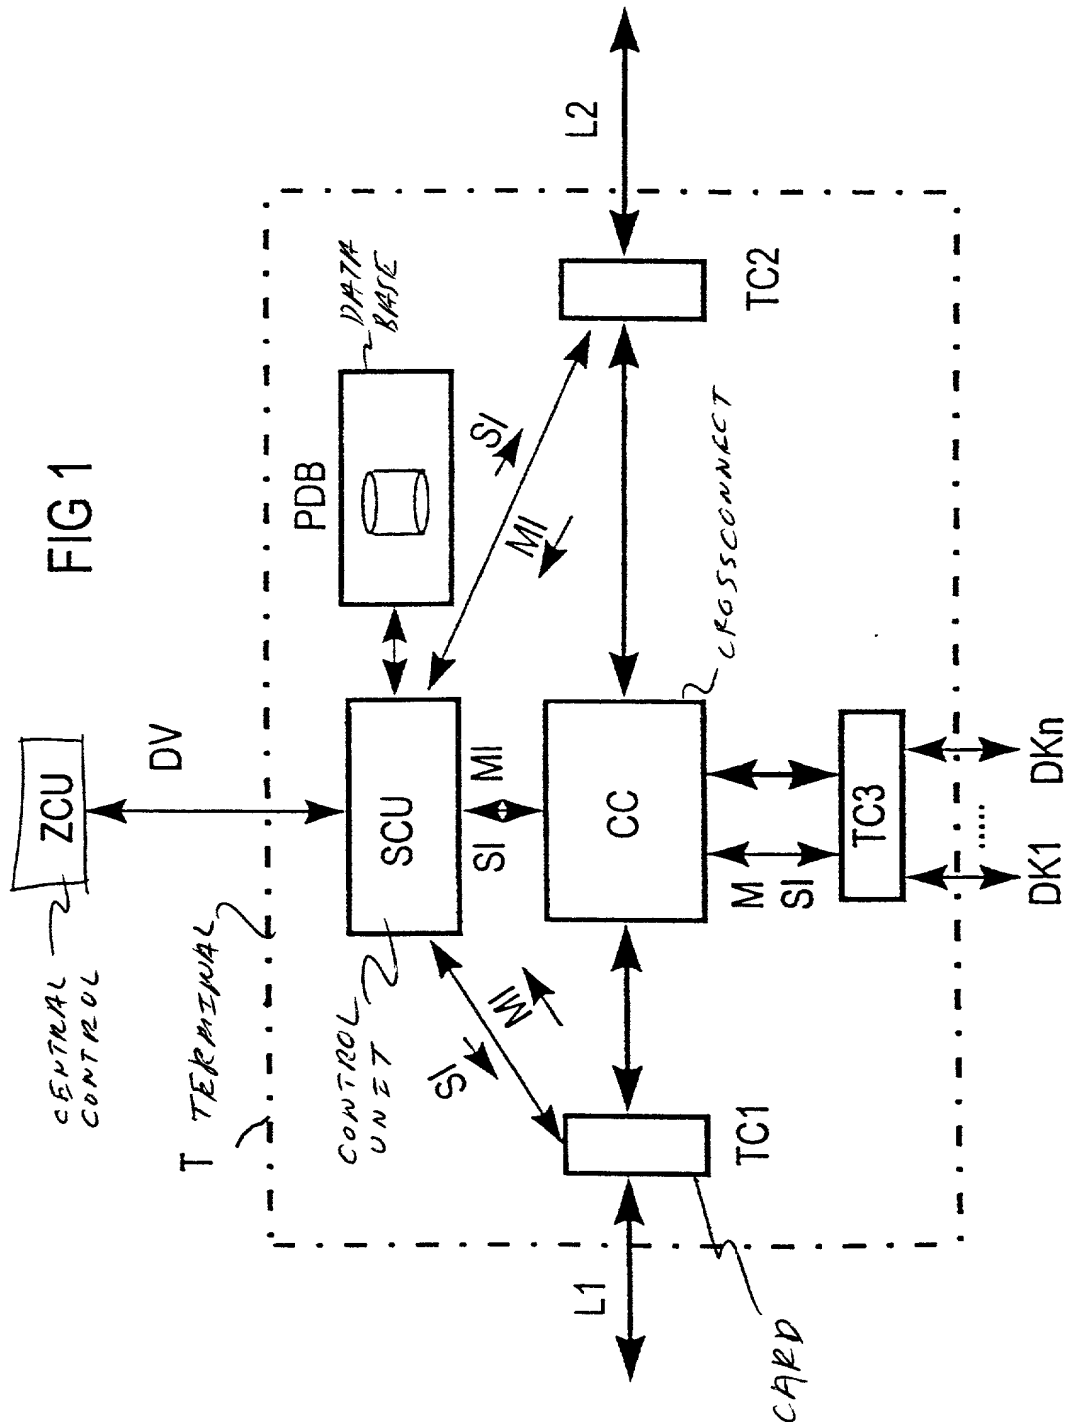 FIG 1
ZCU
CENTRAL
CONTROL
DV
T TERMINAL
PDB
DATA
BASE
SCU
CONTROL
UNIT
SI
MI
SI
MI
SI
MI
CC
CROSSCONNECT
L1
TC1
CARD
TC2
L2
M
SI
TC3
DK1
.....
DKn